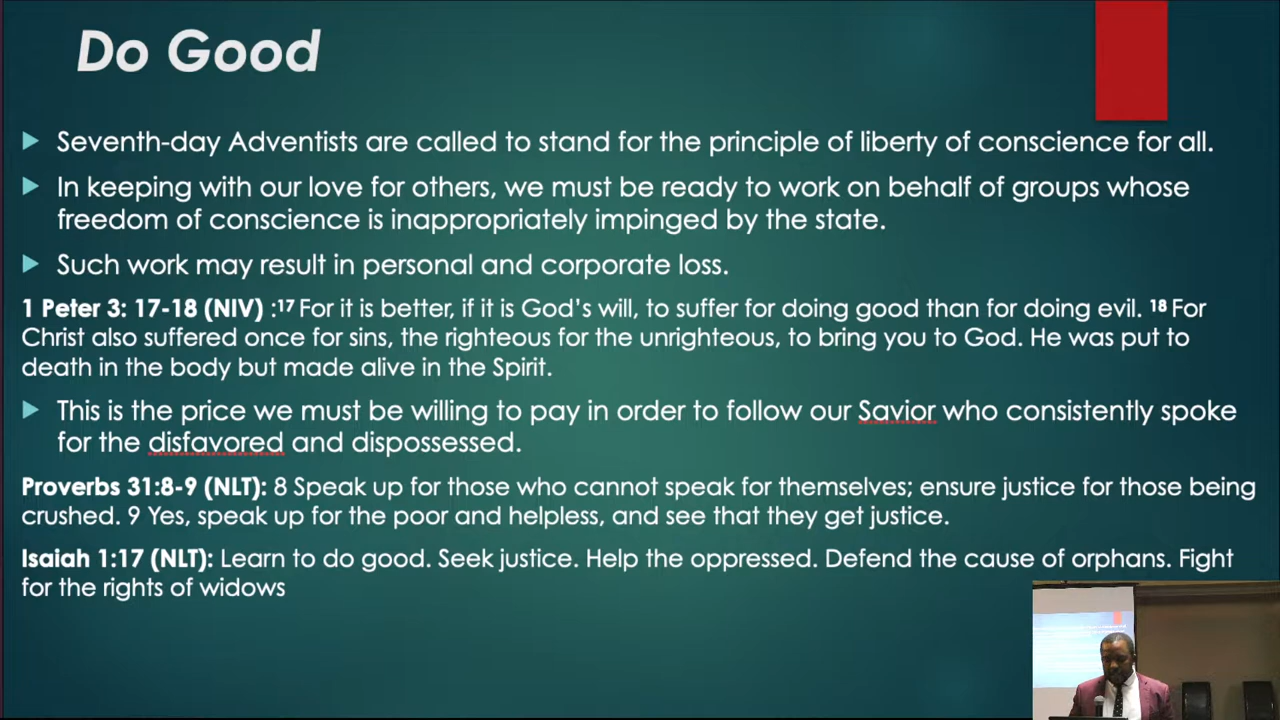 Do Good
Seventh-day Adventists are called to stand for the principle of liberty of conscience for all.
In keeping with our love for others, we must be ready to work on behalf of groups whose
freedom of conscience is inappropriately impinged by the state.
Such work may result in personal and corporate loss.
1 Peter 3: 17-18 (NIV) :17 For it is better, if it is God's will, to suffer for doing good than for doing evil. 18 For
Christ also suffered once for sins, the righteous for the unrighteous, to bring you to God. He was put to
death in the body but made alive in the Spirit.
This is the price we must be willing to pay in order to follow our Savior who consistently spoke
for the disfavored and dispossessed.
Proverbs 31:8-9 (NLT): 8 Speak up for those who cannot speak for themselves; ensure justice for those being
crushed. 9 Yes, speak up for the poor and helpless, and see that they get justice.
Isaiah 1:17 (NLT): Learn to do good. Seek justice. Help the oppressed. Defend the cause of orphans. Fight
for the rights of widows